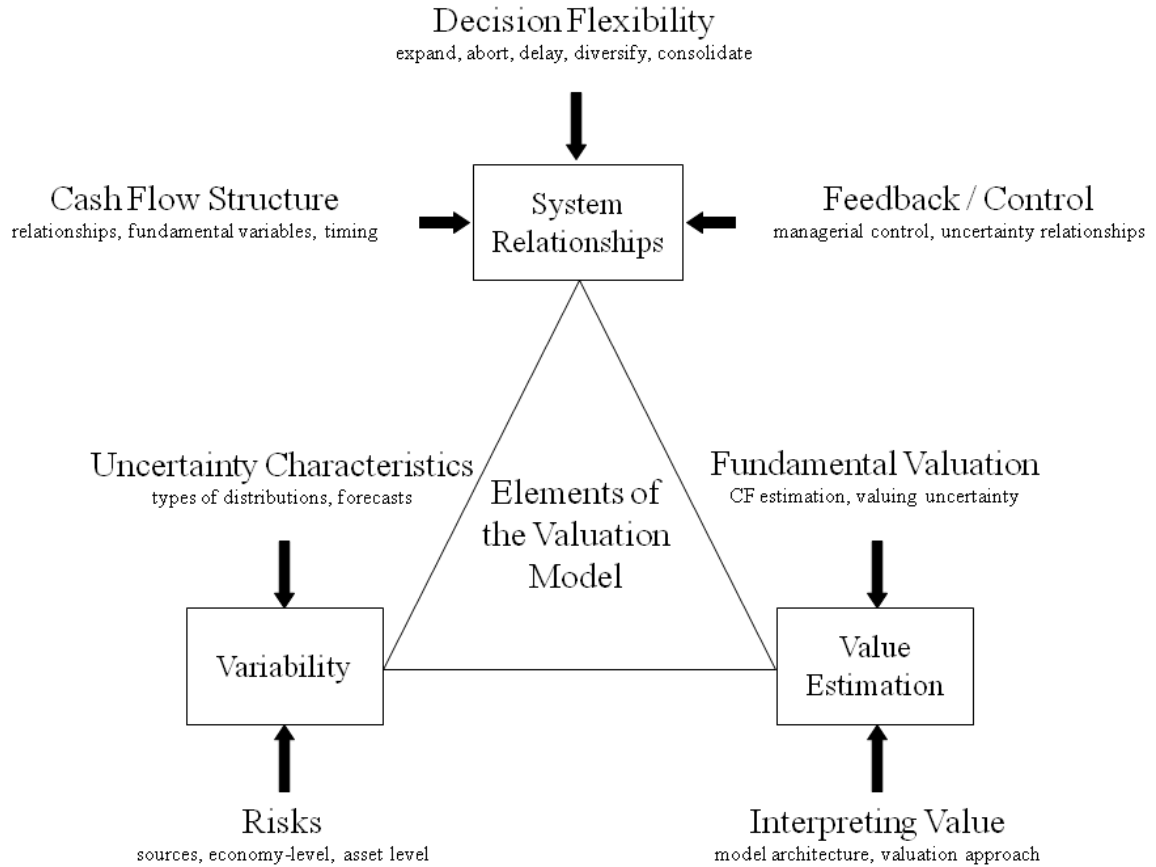 Decision Flexibility
expand, abort, delay, diversify, consolidate
Cash Flow Structure
relationships, fundamental variables, timing
System
Relationships
Feedback / Control
managerial control, uncertainty relationships
Uncertainty Characteristics
types of distributions, forecasts
Elements of
the Valuation
Model
Fundamental Valuation
CF estimation, valuing uncertainty
Variability
Value
Estimation
Risks
sources, economy-level, asset level
Interpreting Value
model architecture, valuation approach